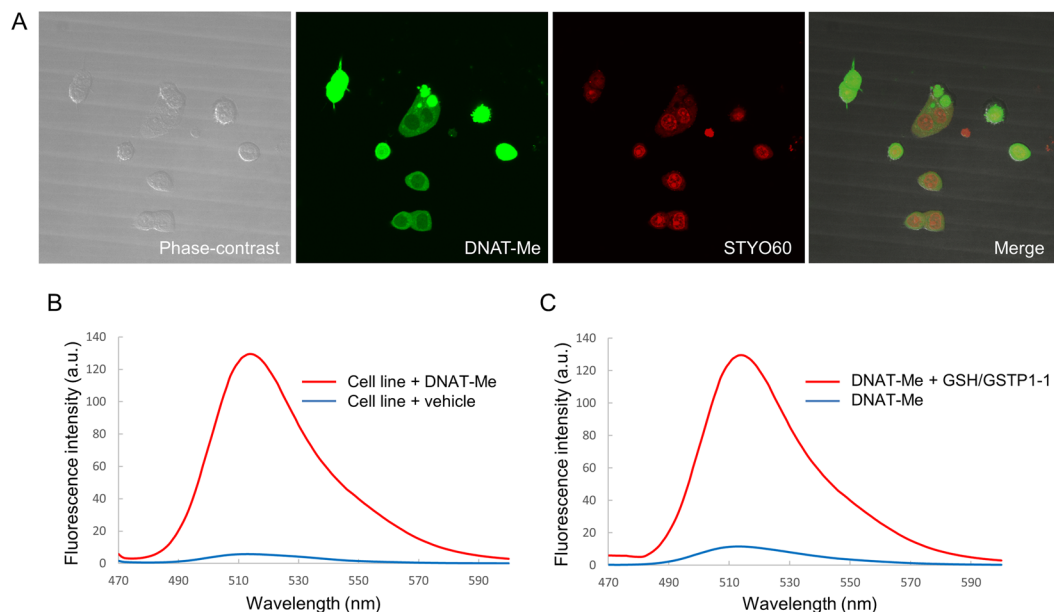 A
Phase-contrast
DNAT-Me
STYO60
Merge
B
Fluorescence intensity (a.u.)
140
120
100
80
60
40
20
0
470
490
510
530
550
570
590
Wavelength (nm)
Cell line + DNAT-Me
Cell line + vehicle
C
Fluorescence intensity (a.u.)
140
120
100
80
60
40
20
0
470
490
510
530
550
570
590
Wavelength (nm)
DNAT-Me + GSH/GSTP1-1
DNAT-Me